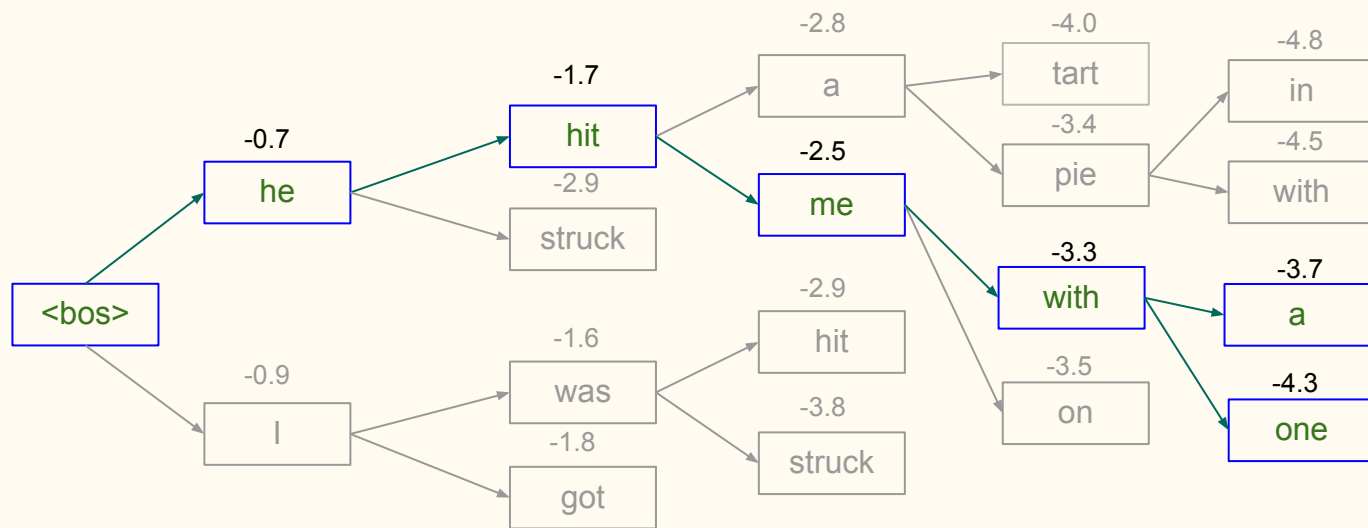 -4.0
-2.8
-4.8
tart
-1.7
a
in
-3.4
hit
-0.7
-2.5
-4.5
pie
-2.9
he
me
with
struck
-3.3
-3.7
with
<bos>
a
-2.9
-1.6
hit
-3.5
-0.9
-4.3
was
on
-3.8
I
one
-1.8
struck
got